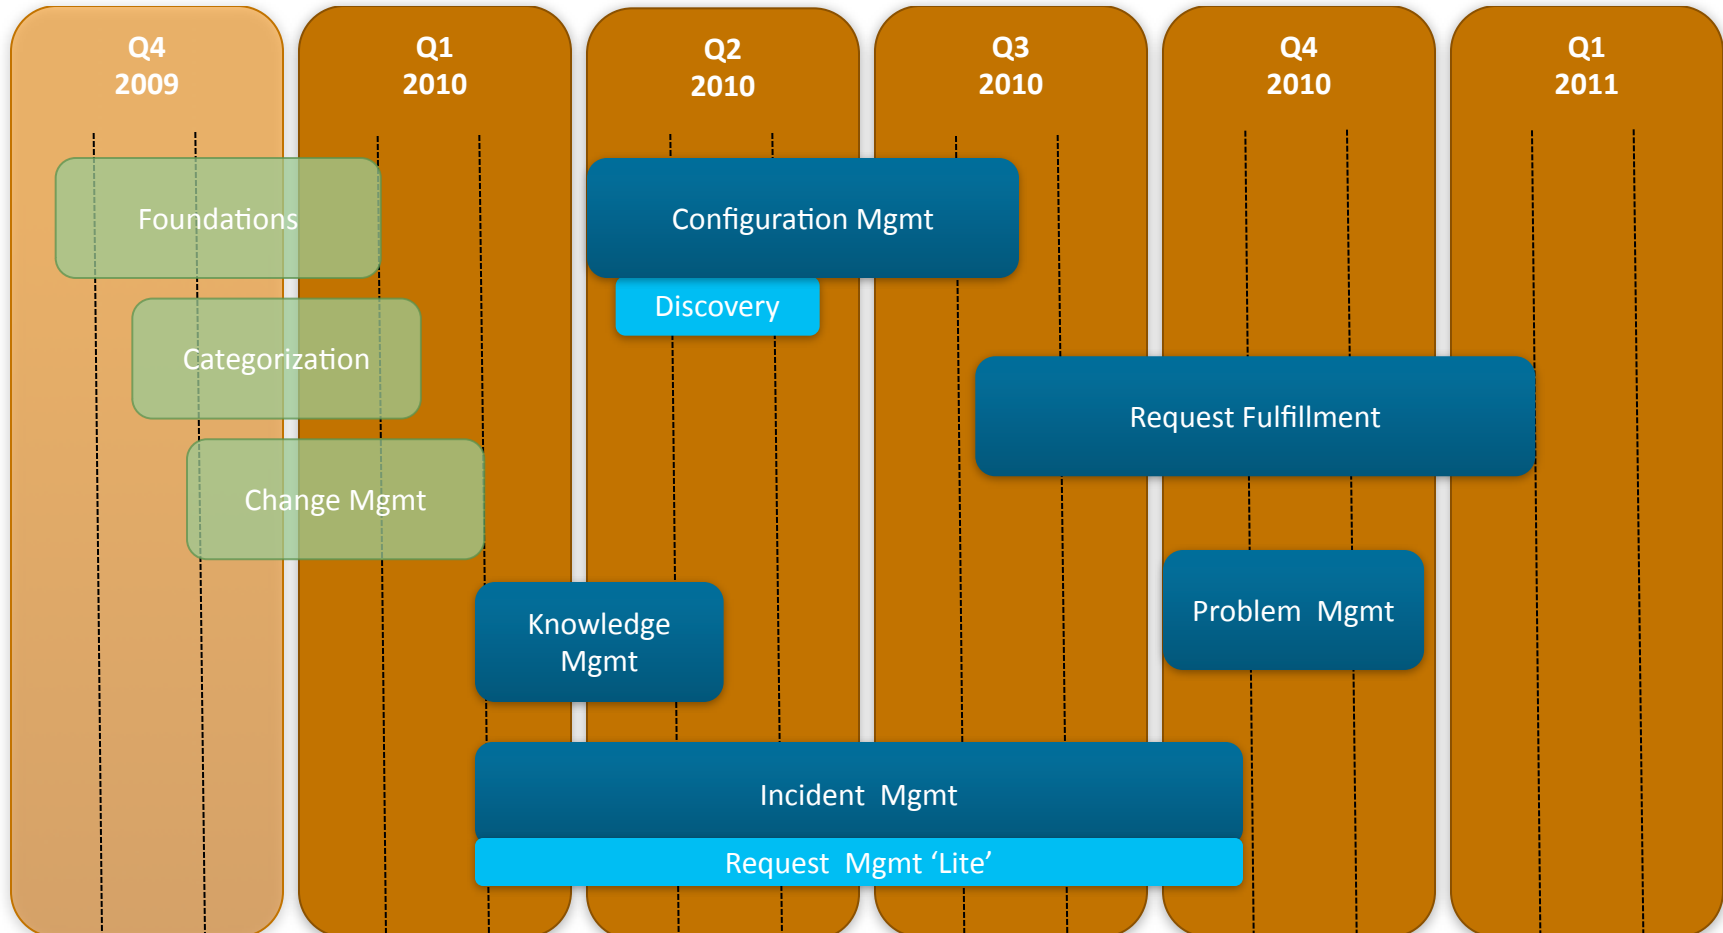 Q4
2009
Q1
2010
Q2
2010
Q3
2010
Q4
2010
Q1
2011
Foundations
Configuration Mgmt
Discovery
Categorization
Request Fulfillment
Change Mgmt
Knowledge
Mgmt
Problem  Mgmt
Incident  Mgmt
Request  Mgmt ‘Lite’